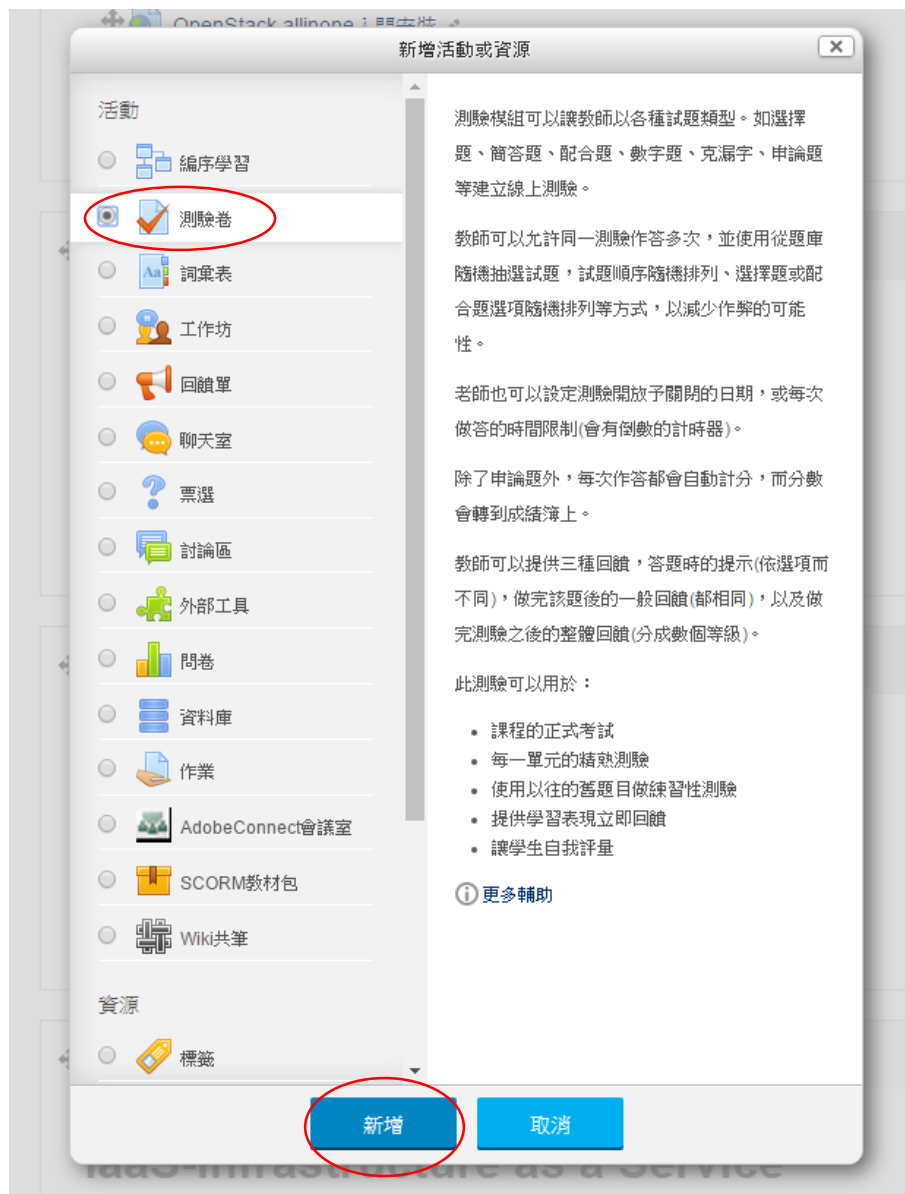 OpenStack allinone
新增活動或資源
活動
編序學習
測驗卷
詞彙表
工作坊
回饋單
聊天室
票選
討論區
外部工具
問卷
資料庫
作業
AdobeConnect會議室
SCORM教材包
Wiki共筆
資源
標籤
測驗模組可以讓教師以各種試題類型。如選擇
題、簡答題、配合題、數字題、克漏字、申論題
等建立線上測驗。
教師可以允許同一測驗作答多次，並使用從題庫
隨機抽選試題，試題順序隨機排列、選擇題或配
合題選項隨機排列等方式，以減少作弊的可能
性。
老師也可以設定測驗開放予關閉的日期，或每次
做答的時間限制(會有倒數的計時器)。
除了申論題外，每次作答都會自動計分，而分數
會轉到成績簿上。
教師可以提供三種回饋，答題時的提示(依選項而
不同)，做完該題後的一般回饋(都相同)，以及做
完測驗之後的整體回饋(分成數個等級)。
此測驗可以用於：
課程的正式考試
每一單元的精熟測驗
使用以往的舊題目做練習性測驗
提供學習表現立即回饋
讓學生自我評量
更多輔助
新增
取消
IaaS-Infrastructure as a Service